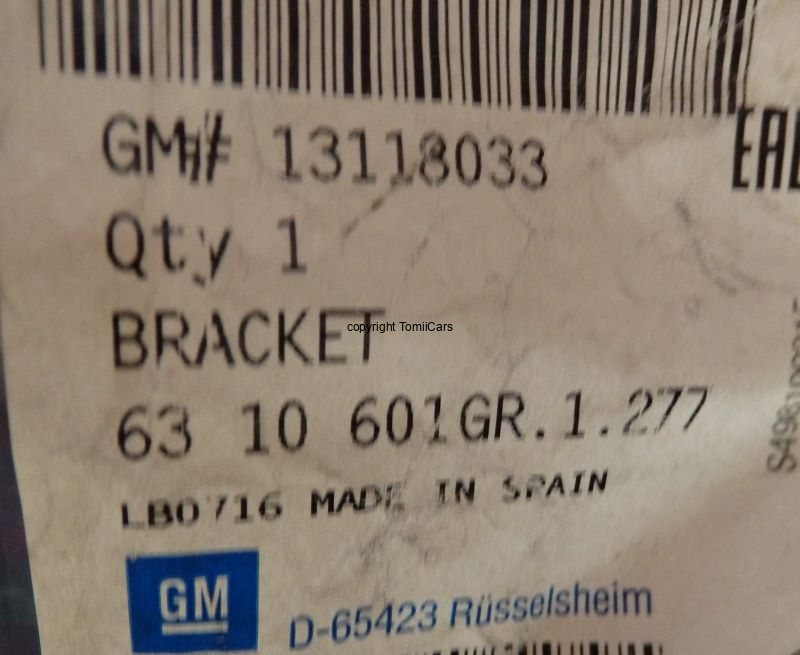 GM# 13118033
EAC
Qty 1
BRACKET
copyright TomiiCars
63 10 601GR.1.277
LB0716 MADE IN SPAIN
GM
D-65423 Rüsselsheim